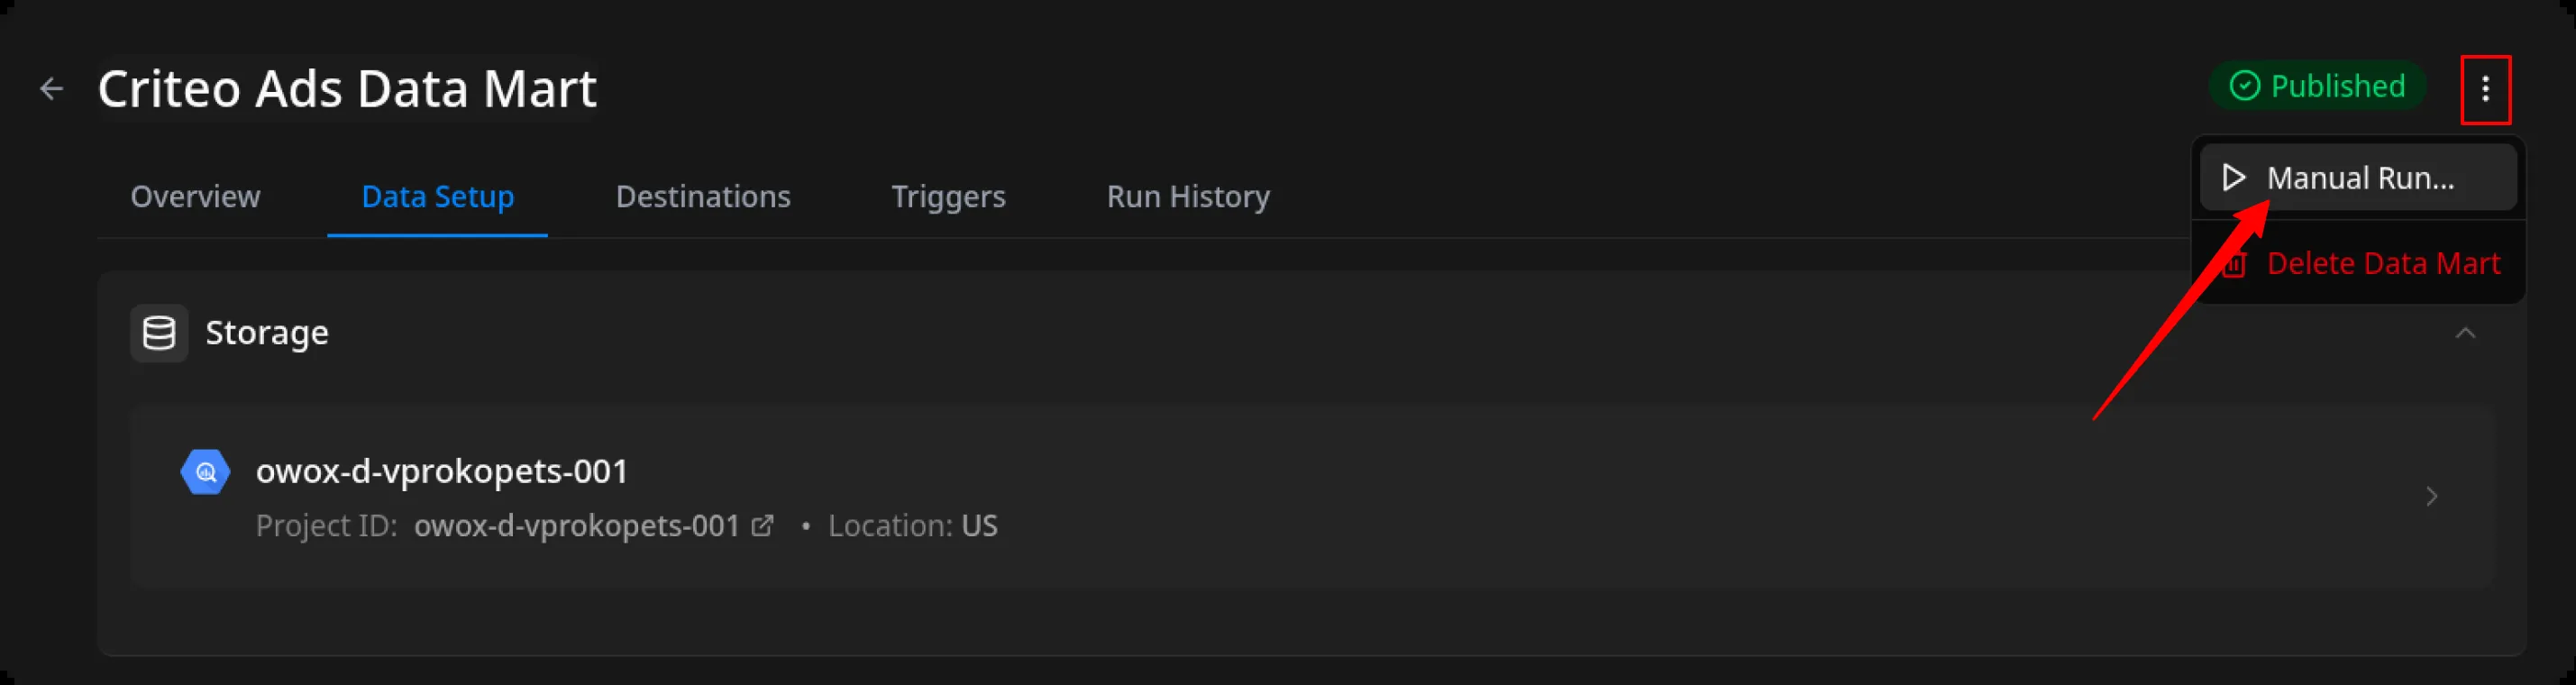 Criteo Ads Data Mart
Published
Manual Run...
Delete Data Mart
Overview
Data Setup
Destinations
Triggers
Run History
Storage
owox-d-vprokopets-001
Project ID: owox-d-vprokopets-001 • Location: US